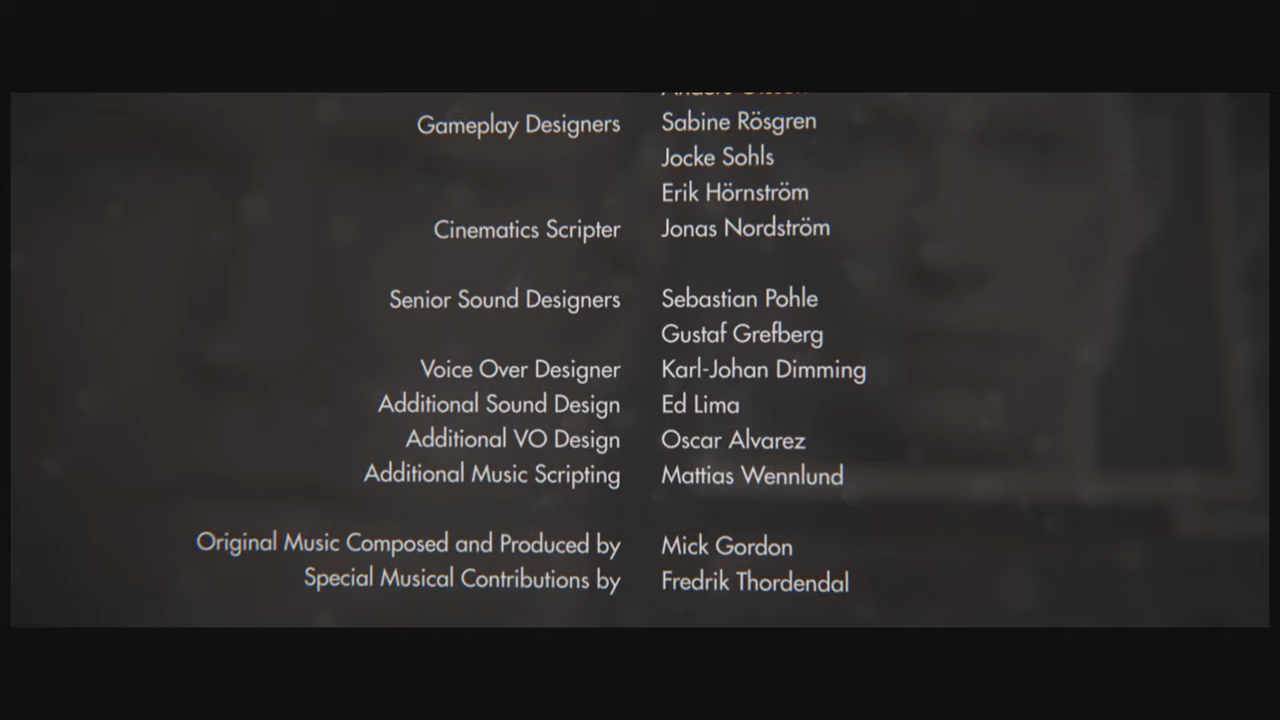 Gameplay Designers Sabine Rösgren
Jocke Sohls
Erik Hörnström
Cinematics Scripter Jonas Nordström
Senior Sound Designers Sebastian Pohle
Gustaf Grefberg
Voice Over Designer Karl-Johan Dimming
Additional Sound Design Ed Lima
Additional VO Design Oscar Alvarez
Additional Music Scripting Mattias Wennlund
Original Music Composed and Produced by Mick Gordon
Special Musical Contributions by Fredrik Thordendal